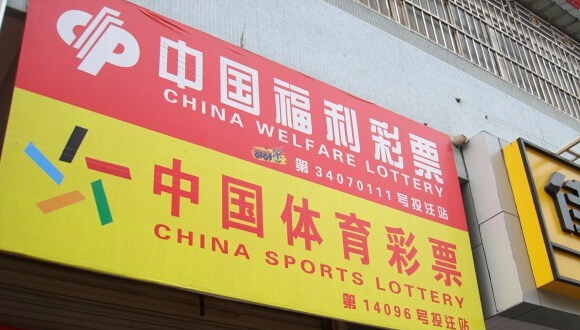 中国福利彩票
CHINA WELFARE LOTTERY
第 34070111 号投注站
中国体育彩票
CHINA SPORTS LOTTERY
第 14096 号投注站